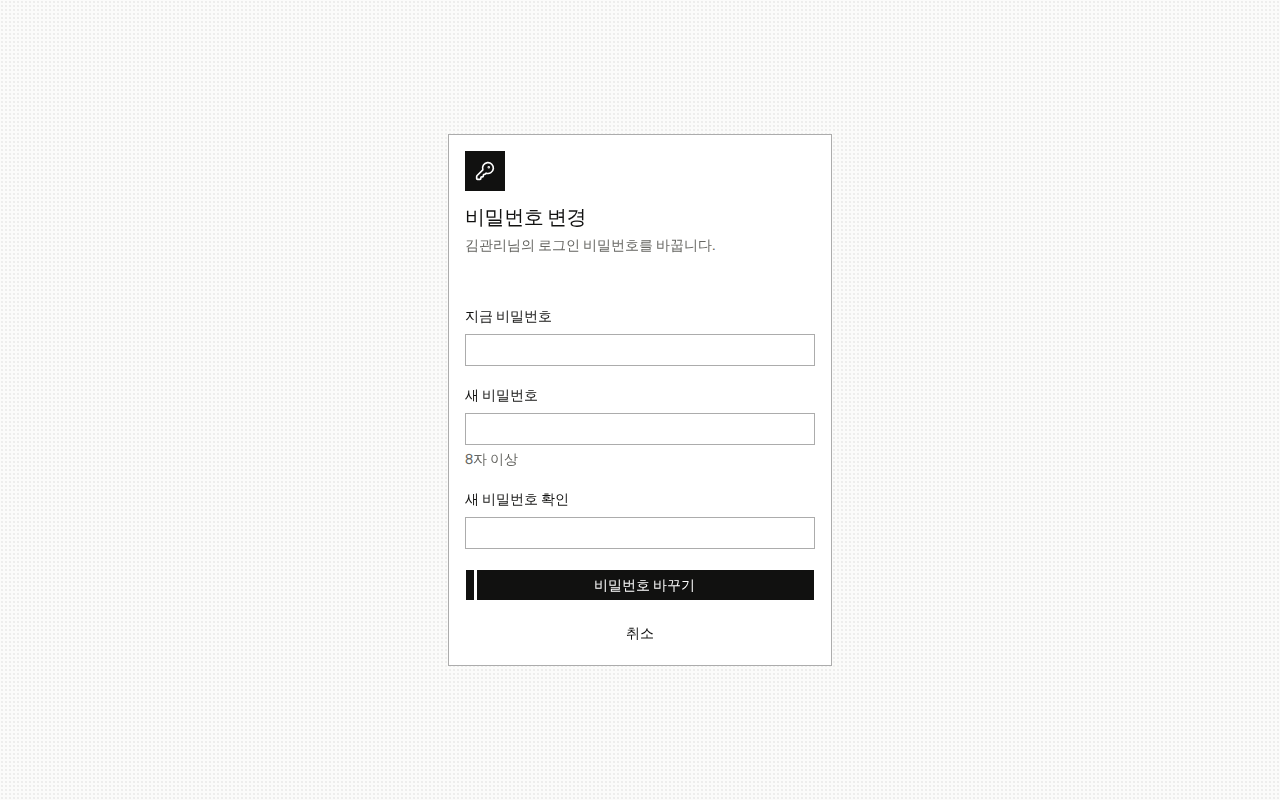 비밀번호 변경
김관리님의 로그인 비밀번호를 바꿉니다.
지금 비밀번호
새 비밀번호
8자 이상
새 비밀번호 확인
비밀번호 바꾸기
취소